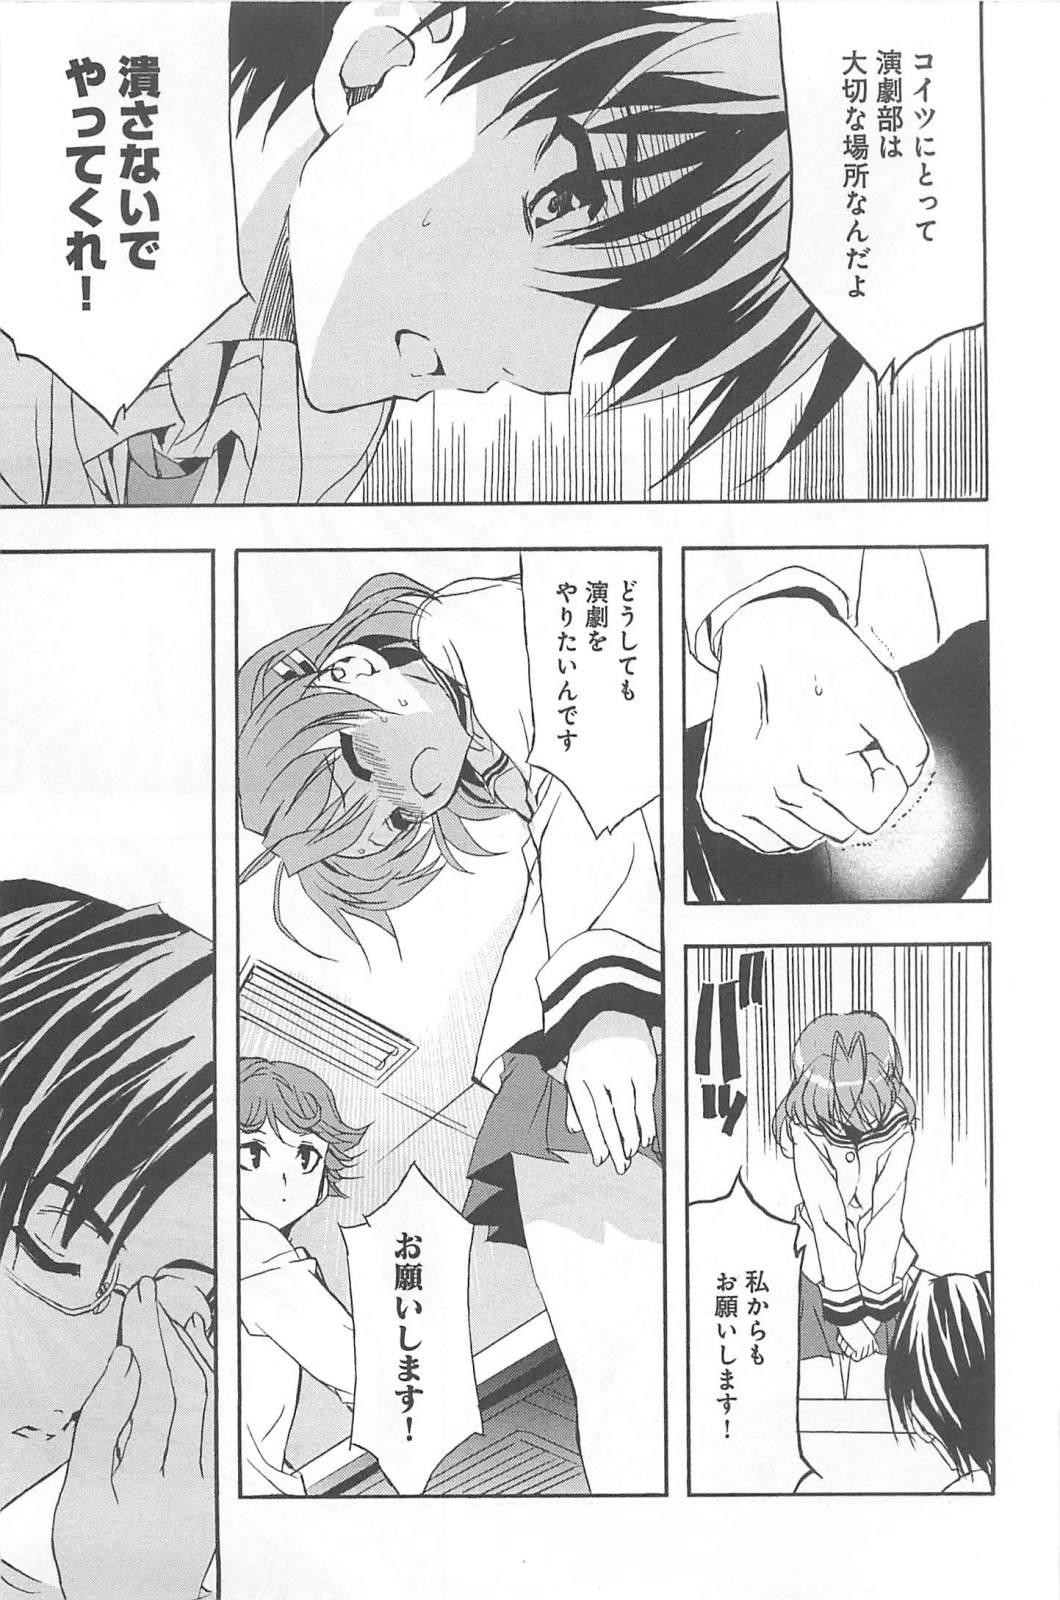 コイツにとって
演劇部は
大切な場所なんだよ
潰さないで
やってくれ！
バッ
私からも
お願いします！
どうしても
演劇を
やりたいんです
お願いします！